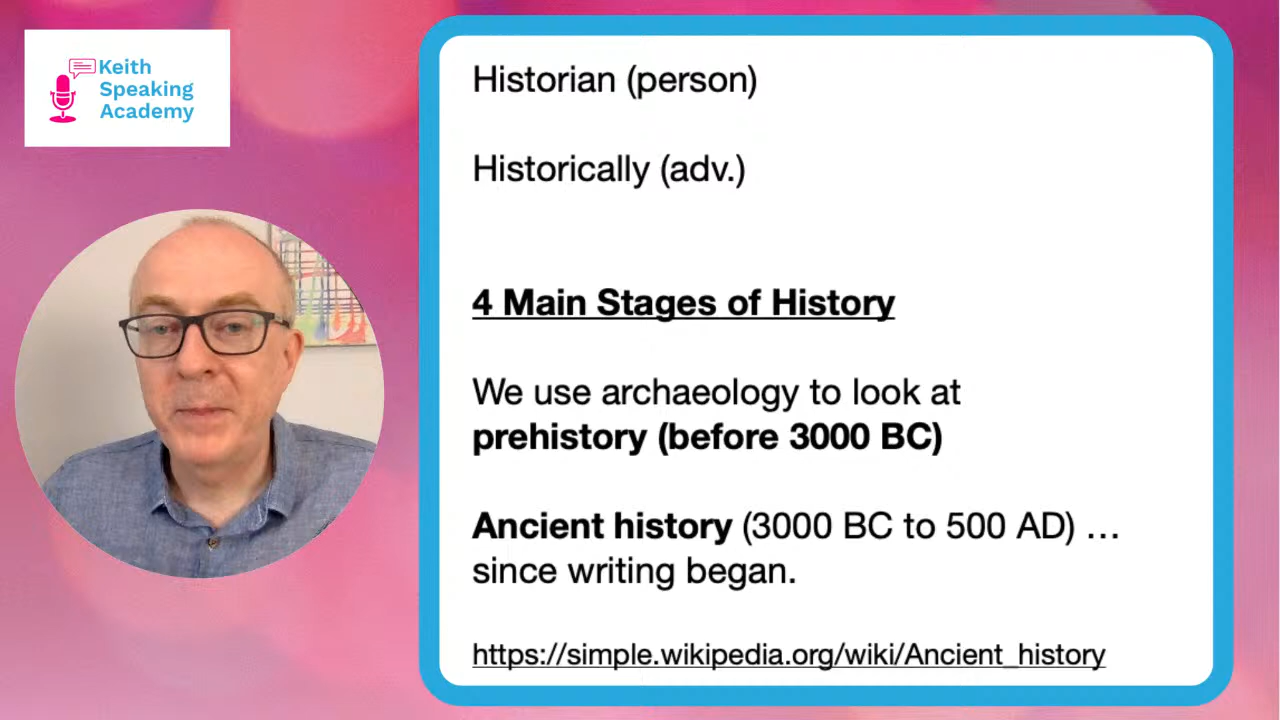 Keith
Speaking
Academy
Historian (person)
Historically (adv.)
4 Main Stages of History
We use archaeology to look at
prehistory (before 3000 BC)
Ancient history (3000 BC to 500 AD) …
since writing began.
https://simple.wikipedia.org/wiki/Ancient_history